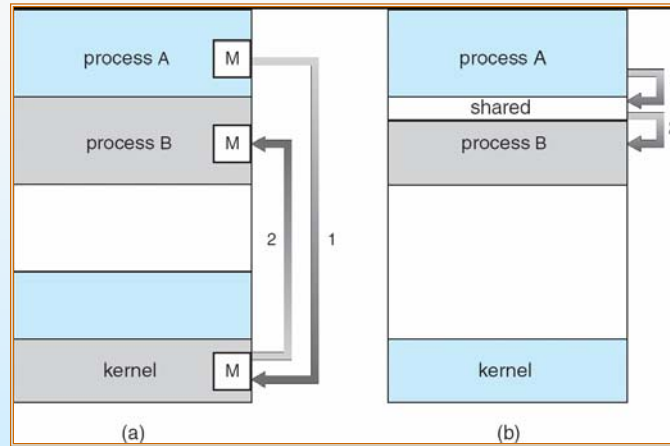 process A
M
process B
M
2
1
kernel
M
(a)
process A
shared
process B
kernel
(b)